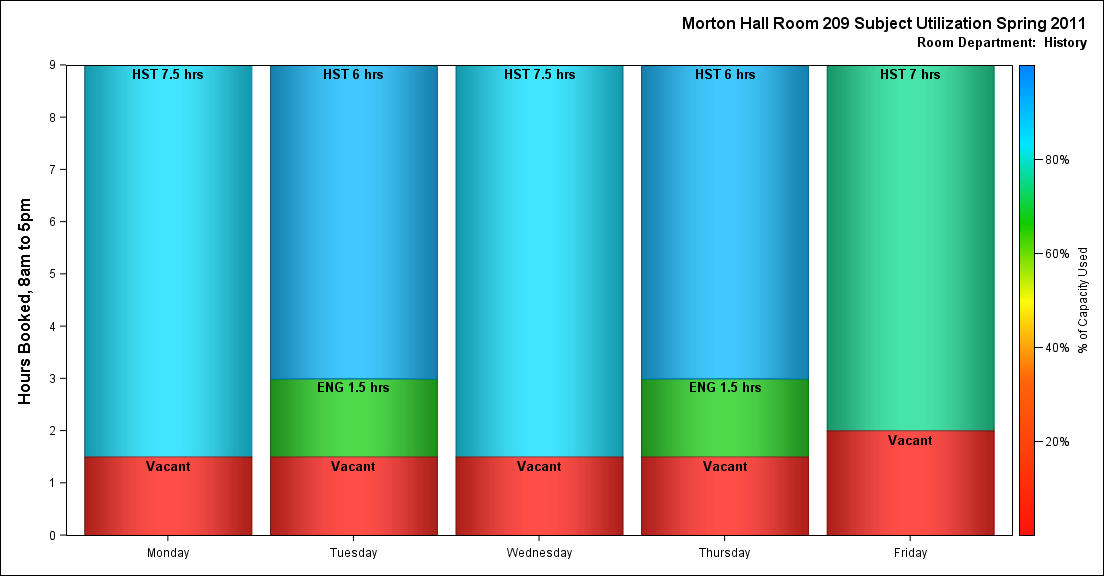 Morton Hall Room 209 Subject Utilization Spring 2011
Room Department:  History
Hours Booked, 8am to 5pm
9
8
7
6
5
4
3
2
1
0
HST 7.5 hrs
Vacant
HST 6 hrs
ENG 1.5 hrs
Vacant
HST 7.5 hrs
Vacant
HST 6 hrs
ENG 1.5 hrs
Vacant
HST 7 hrs
Vacant
Monday
Tuesday
Wednesday
Thursday
Friday
80%
60%
40%
20%
% of Capacity Used